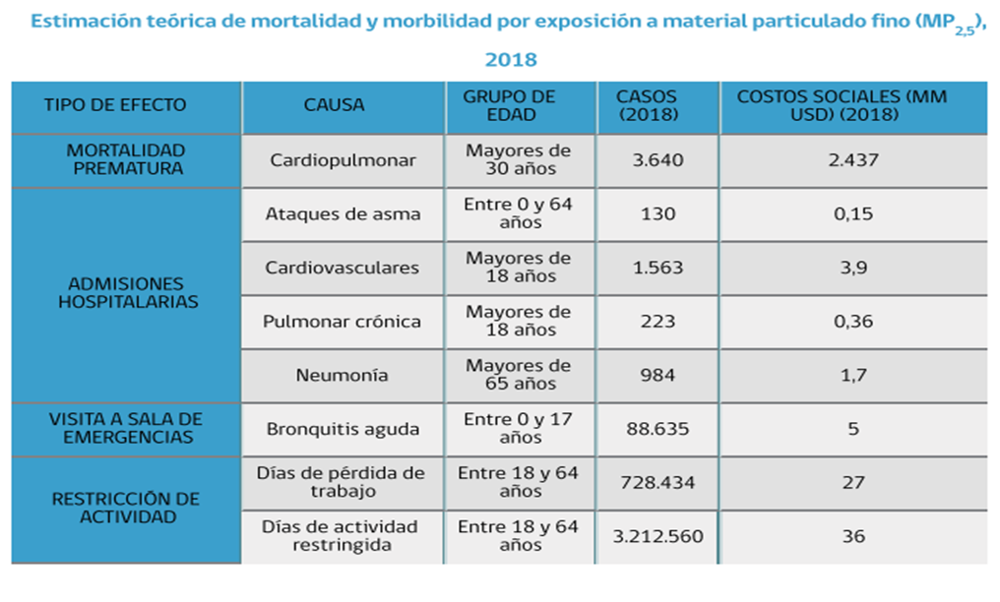 Estimación teórica de mortalidad y morbilidad por exposición a material particulado fino (MP2,5),
2018
TIPO DE EFECTO
CAUSA
GRUPO DE
EDAD
CASOS
(2018)
COSTOS SOCIALES (MM
USD) (2018)
MORTALIDAD
PREMATURA
Cardiopulmonar
Mayores de
30 años
3.640
2.437
ADMISIONES
HOSPITALARIAS
Ataques de asma
Entre 0 y 64
años
130
0,15
Cardiovasculares
Mayores de
18 años
1.563
3,9
Pulmonar crónica
Mayores de
18 años
223
0,36
Neumonía
Mayores de
65 años
984
1,7
VISITA A SALA DE
EMERGENCIAS
Bronquitis aguda
Entre 0 y 17
años
88.635
5
RESTRICCIÓN DE
ACTIVIDAD
Días de pérdida de
trabajo
Entre 18 y 64
años
728.434
27
Días de actividad
restringida
Entre 18 y 64
años
3.212.560
36